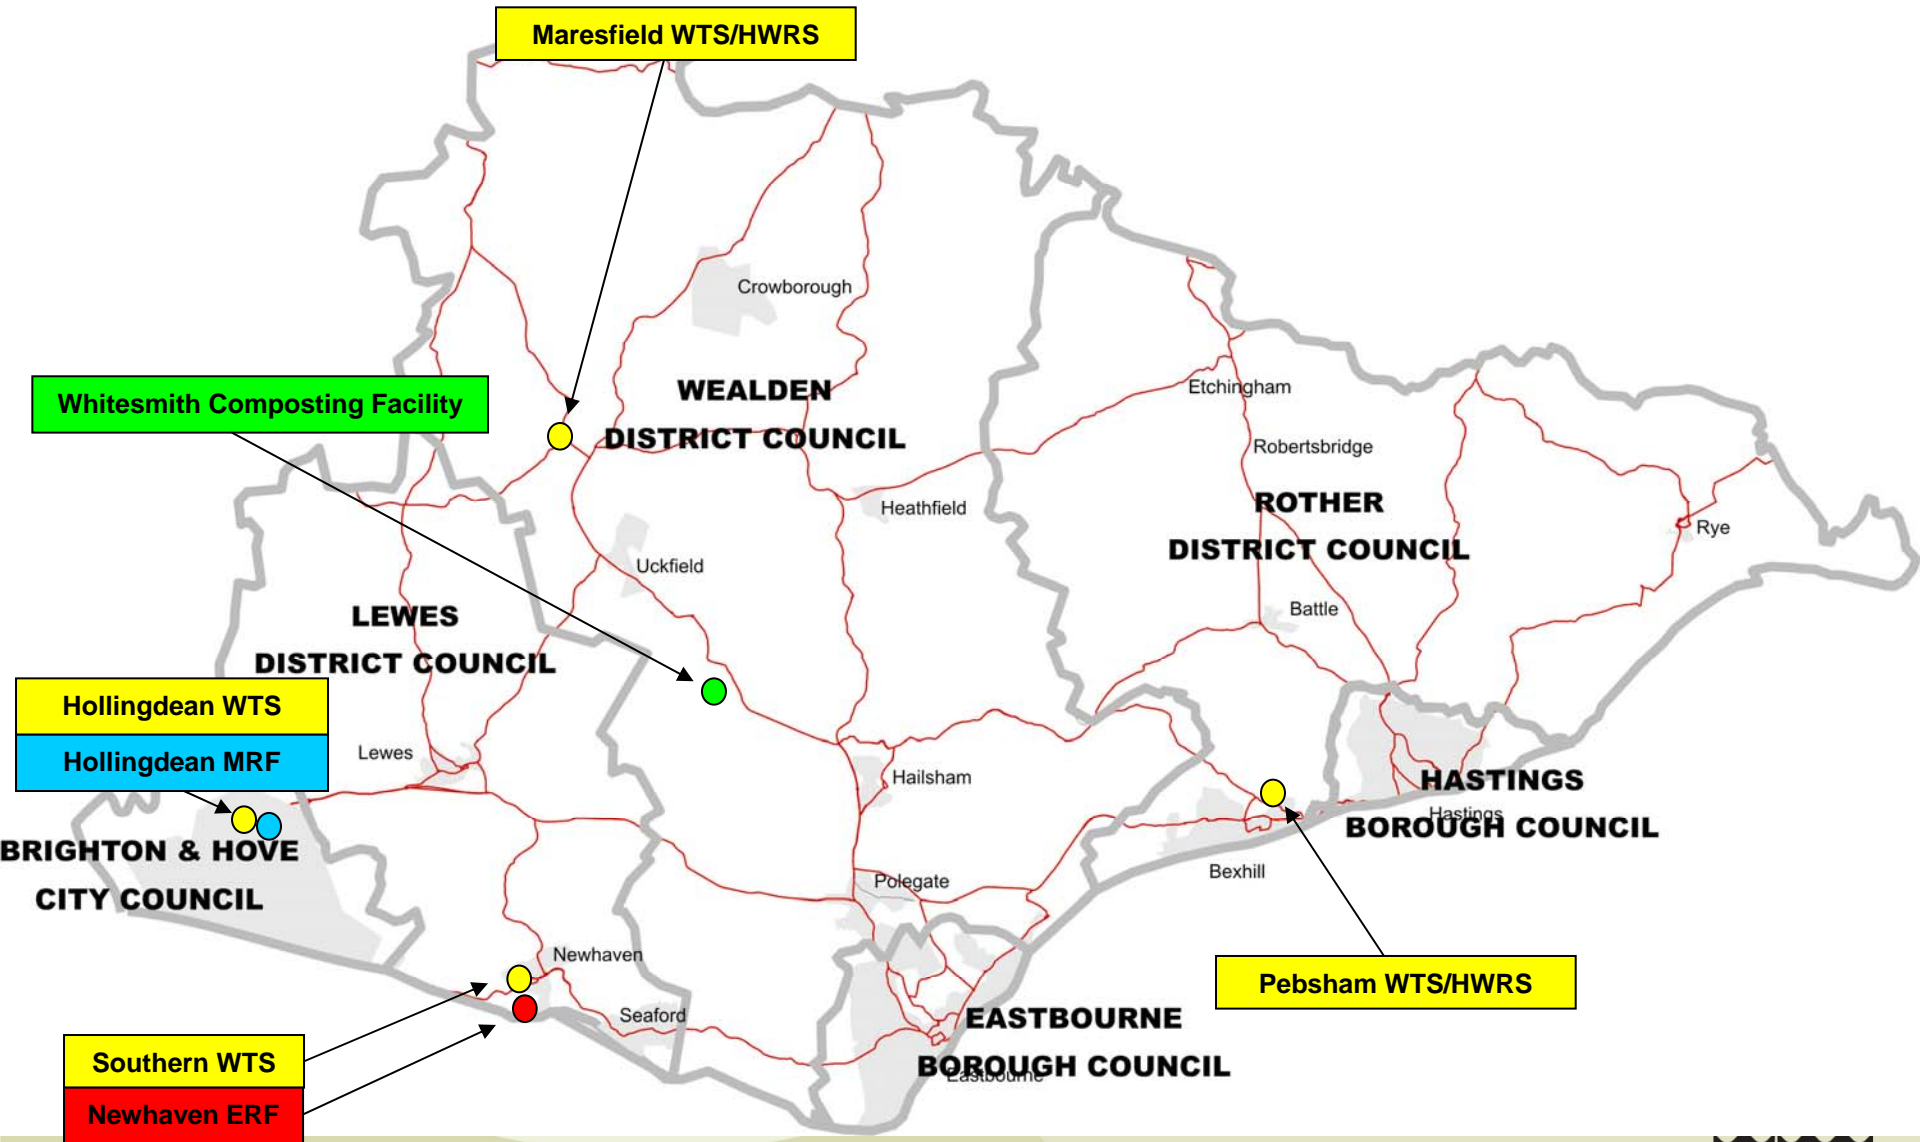 Maresfield WTS/HWRS
Crowborough
WEALDEN
DISTRICT COUNCIL
Whitesmith Composting Facility
Etchingham
Robertsbridge
ROTHER
DISTRICT COUNCIL
Heathfield
Rye
Uckfield
Battle
LEWES
DISTRICT COUNCIL
Hollingdean WTS
Hollingdean MRF
Lewes
Hailsham
HASTINGS
BOROUGH COUNCIL
Hastings
BRIGHTON & HOVE
CITY COUNCIL
Bexhill
Polegate
Newhaven
Pebsham WTS/HWRS
Seaford
EASTBOURNE
BOROUGH COUNCIL
Eastbourne
Southern WTS
Newhaven ERF